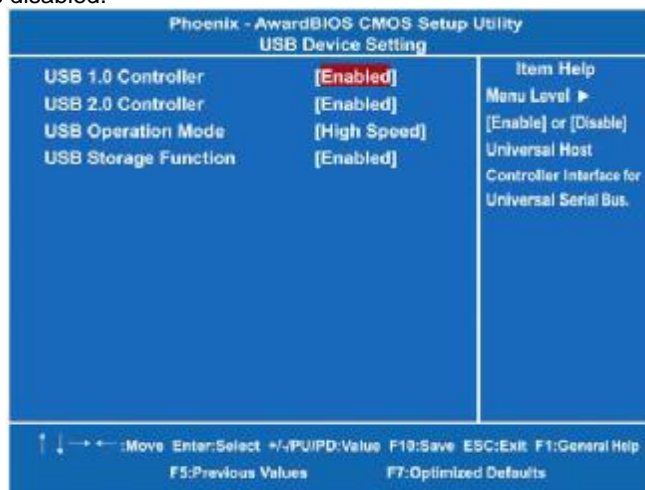 disabled.
Phoenix - AwardBIOS CMOS Setup Utility
USB Device Setting
USB 1.0 Controller [Enabled]
USB 2.0 Controller [Enabled]
USB Operation Mode [High Speed]
USB Storage Function [Enabled]
Item Help
Menu Level ▶
[Enable] or [Disable]
Universal Host
Controller Interface for
Universal Serial Bus.
↑ ↓ → ← :Move Enter:Select +/-/PU/PD:Value F10:Save ESC:Exit F1:General Help
F5:Previous Values F7:Optimized Defaults